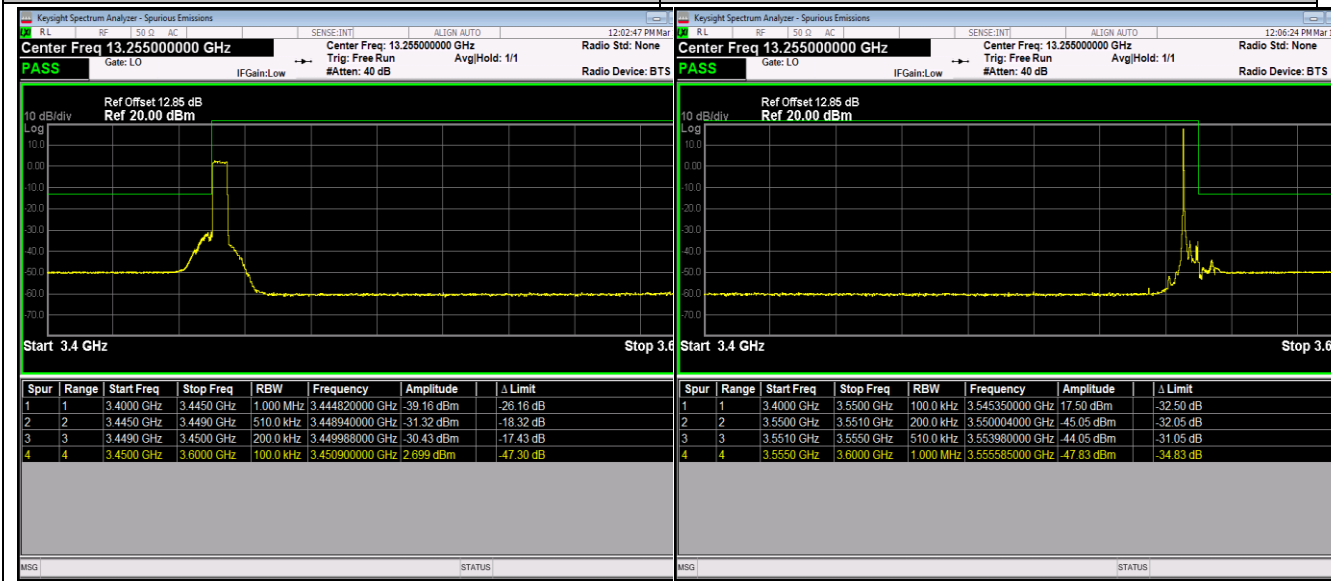 Keysight Spectrum Analyzer - Spurious Emissions
RL RF 50 Ω AC SENSE:INT ALIGN AUTO 12:02:47 PM Mar
Center Freq 13.255000000 GHz Center Freq: 13.255000000 GHz Radio Std: None
PASS Gate: LO Trig: Free Run Avg|Hold: 1/1
IFGain:Low #Atten: 40 dB Radio Device: BTS
Ref Offset 12.85 dB
10 dB/div Ref 20.00 dBm
Log
10.0
0.00
-10.0
-20.0
-30.0
-40.0
-50.0
-60.0
-70.0
Start 3.4 GHz Stop 3.6
Spur Range Start Freq Stop Freq RBW Frequency Amplitude Δ Limit
1 1 3.4000 GHz 3.4450 GHz 1.000 MHz 3.444820000 GHz -39.16 dBm -26.16 dB
2 2 3.4450 GHz 3.4490 GHz 510.0 kHz 3.448940000 GHz -31.32 dBm -18.32 dB
3 3 3.4490 GHz 3.4500 GHz 200.0 kHz 3.449988000 GHz -30.43 dBm -17.43 dB
4 4 3.4500 GHz 3.6000 GHz 100.0 kHz 3.450900000 GHz 2.699 dBm -47.30 dB
MSG STATUS
Keysight Spectrum Analyzer - Spurious Emissions
RL RF 50 Ω AC SENSE:INT ALIGN AUTO 12:06:24 PM Mar
Center Freq 13.255000000 GHz Center Freq: 13.255000000 GHz Radio Std: None
PASS Gate: LO Trig: Free Run Avg|Hold: 1/1
IFGain:Low #Atten: 40 dB Radio Device: BTS
Ref Offset 12.85 dB
10 dB/div Ref 20.00 dBm
Log
10.0
0.00
-10.0
-20.0
-30.0
-40.0
-50.0
-60.0
-70.0
Start 3.4 GHz Stop 3.6
Spur Range Start Freq Stop Freq RBW Frequency Amplitude Δ Limit
1 1 3.4000 GHz 3.5500 GHz 100.0 kHz 3.545350000 GHz 17.50 dBm -32.50 dB
2 2 3.5500 GHz 3.5510 GHz 200.0 kHz 3.550004000 GHz -45.05 dBm -32.05 dB
3 3 3.5510 GHz 3.5550 GHz 510.0 kHz 3.553980000 GHz -44.05 dBm -31.05 dB
4 4 3.5550 GHz 3.6000 GHz 1.000 MHz 3.555585000 GHz -47.83 dBm -34.83 dB
MSG STATUS